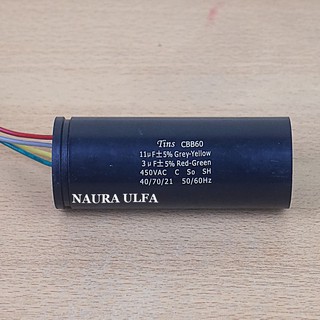 Tins CBB60
11µF±5% Grey-Yellow
3µF±5% Red-Green
450VAC C So SH
40/70/21 50/60Hz
NAURA ULFA